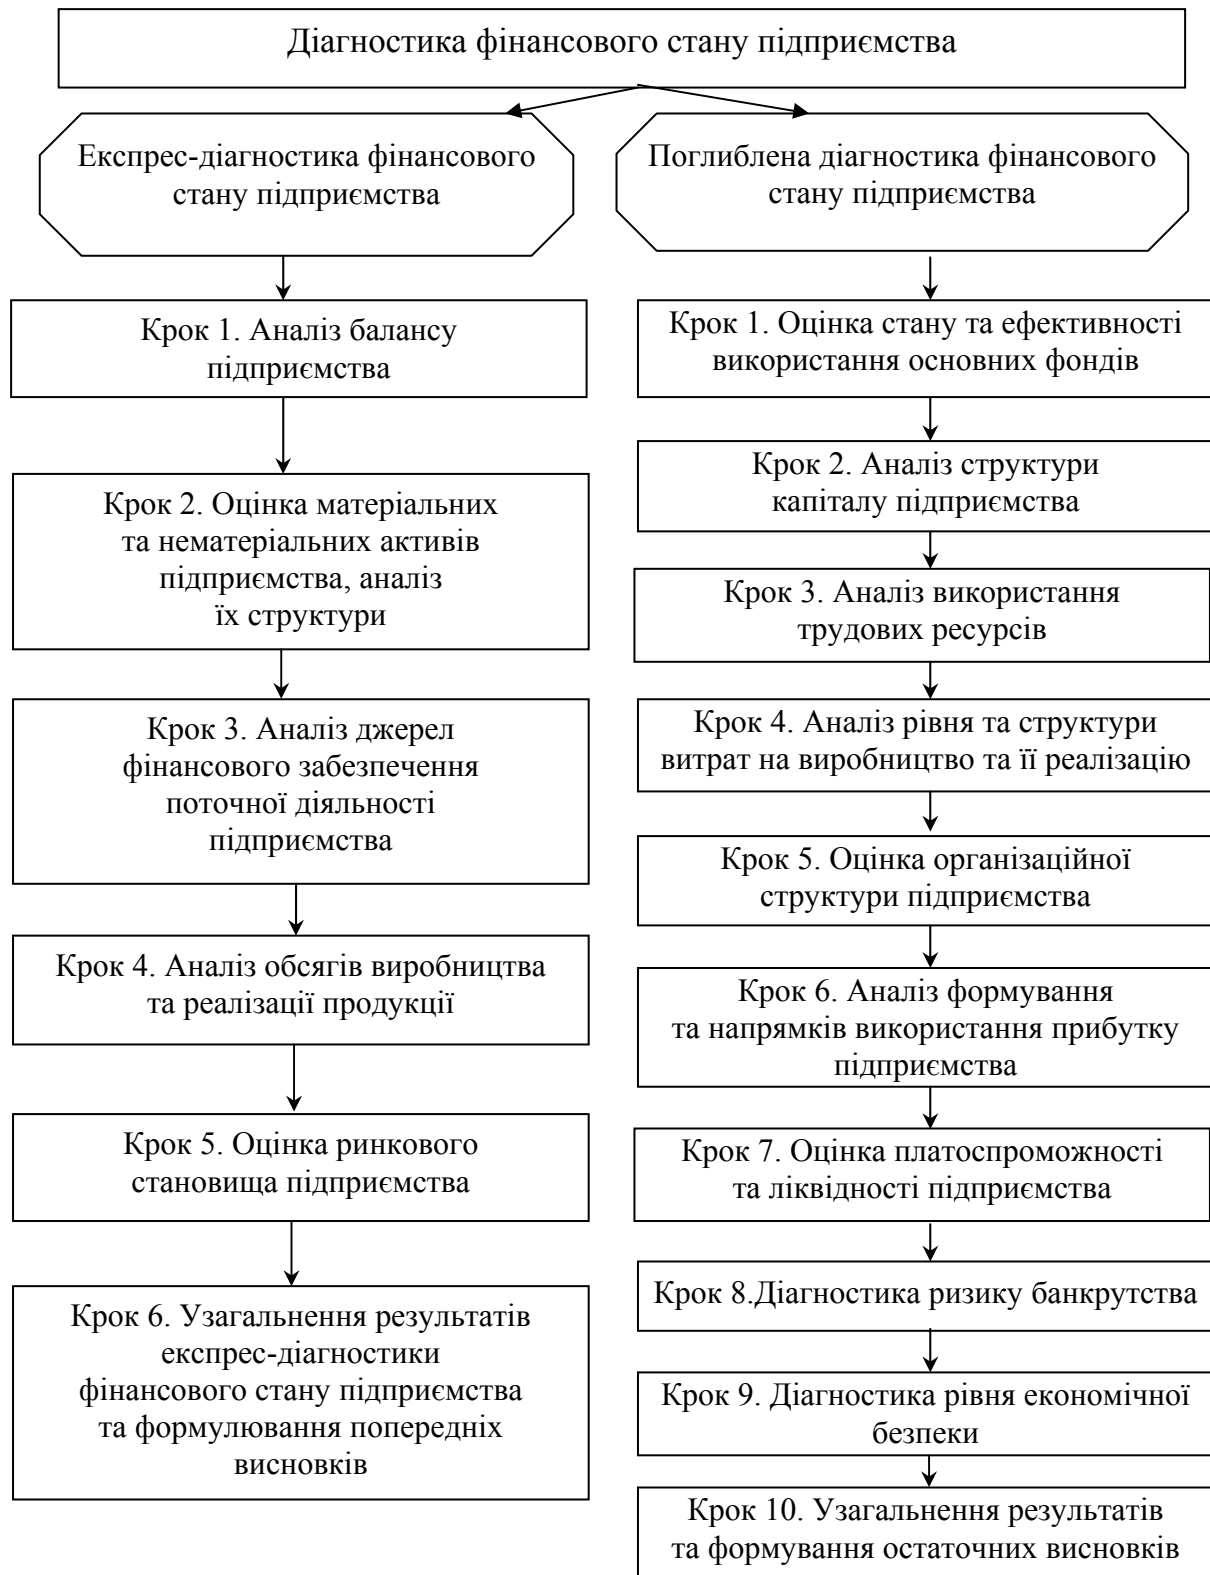 Діагностика фінансового стану підприємства
Експрес-діагностика фінансового
стану підприємства
Крок 1. Аналіз балансу
підприємства
Крок 2. Оцінка матеріальних
та нематеріальних активів
підприємства, аналіз
їх структури
Крок 3. Аналіз джерел
фінансового забезпечення
поточної діяльності
підприємства
Крок 4. Аналіз обсягів виробництва
та реалізації продукції
Крок 5. Оцінка ринкового
становища підприємства
Крок 6. Узагальнення результатів
експрес-діагностики
фінансового стану підприємства
та формулювання попередніх
висновків
Поглиблена діагностика фінансового
стану підприємства
Крок 1. Оцінка стану та ефективності
використання основних фондів
Крок 2. Аналіз структури
капіталу підприємства
Крок 3. Аналіз використання
трудових ресурсів
Крок 4. Аналіз рівня та структури
витрат на виробництво та її реалізацію
Крок 5. Оцінка організаційної
структури підприємства
Крок 6. Аналіз формування
та напрямків використання прибутку
підприємства
Крок 7. Оцінка платоспроможності
та ліквідності підприємства
Крок 8.Діагностика ризику банкрутства
Крок 9. Діагностика рівня економічної
безпеки
Крок 10. Узагальнення результатів
та формування остаточних висновків